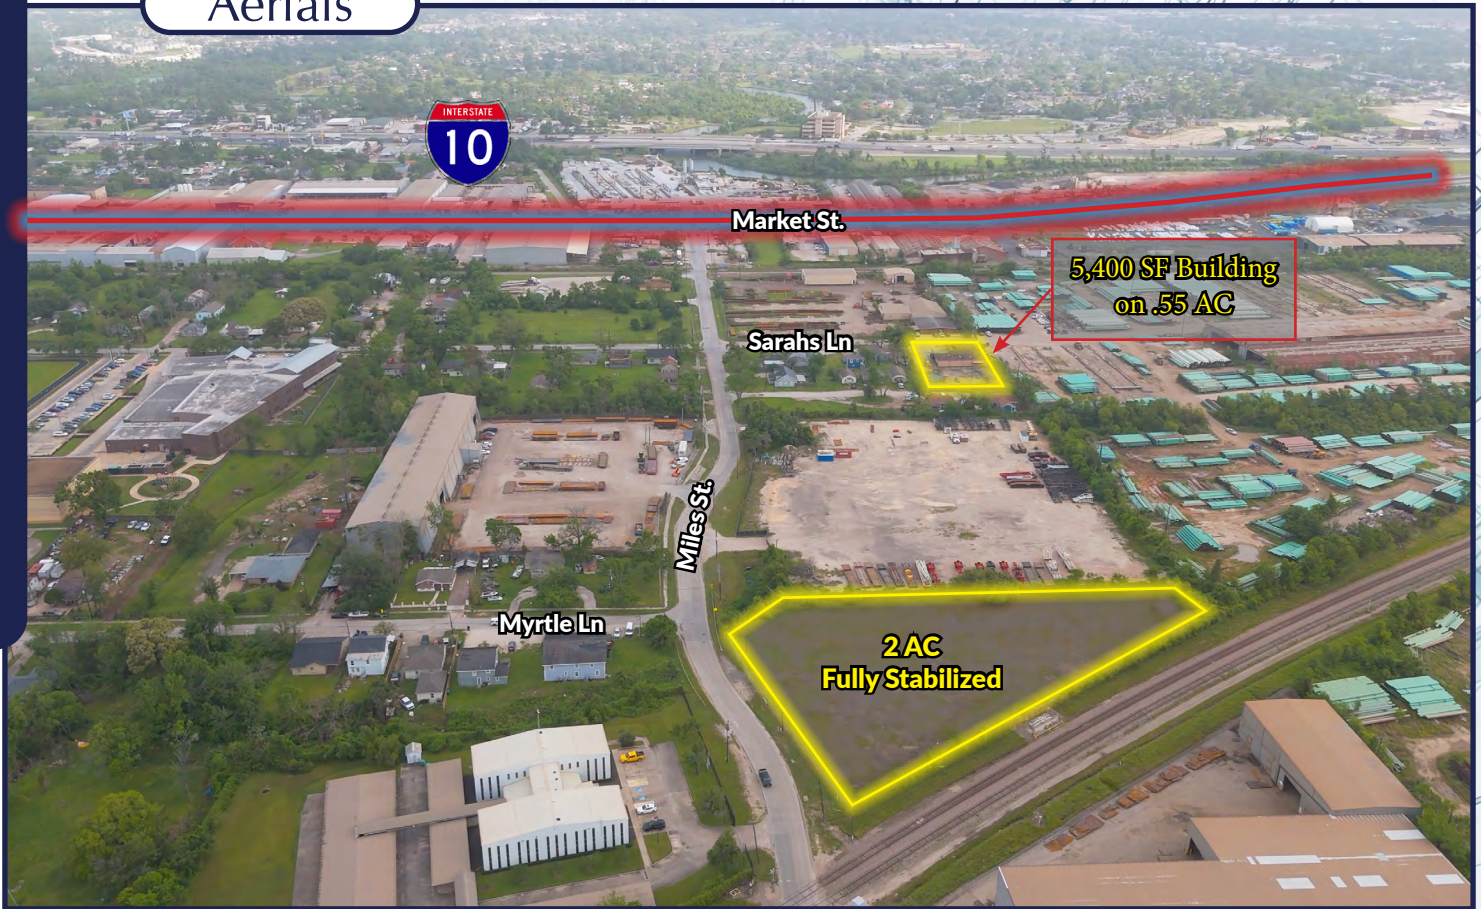 Aerials
INTERSTATE
10
Market St.
5,400 SF Building
on .55 AC
Sarahs Ln
Miles St.
Myrtle Ln
2 AC
Fully Stabilized